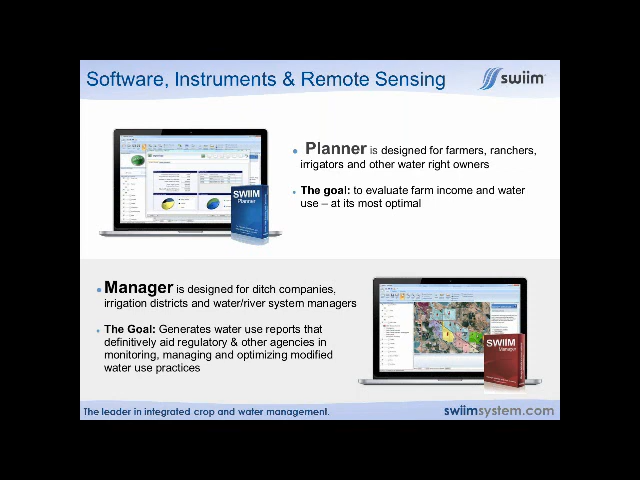 Software, Instruments & Remote Sensing
swiim
• Planner is designed for farmers, ranchers,
irrigators and other water right owners
• The goal: to evaluate farm income and water
use – at its most optimal
SWIIM
Planner
• Manager is designed for ditch companies,
irrigation districts and water/river system managers
• The Goal: Generates water use reports that
definitively aid regulatory & other agencies in
monitoring, managing and optimizing modified
water use practices
SWIIM
Manager
The leader in integrated crop and water management.
swiimsystem.com